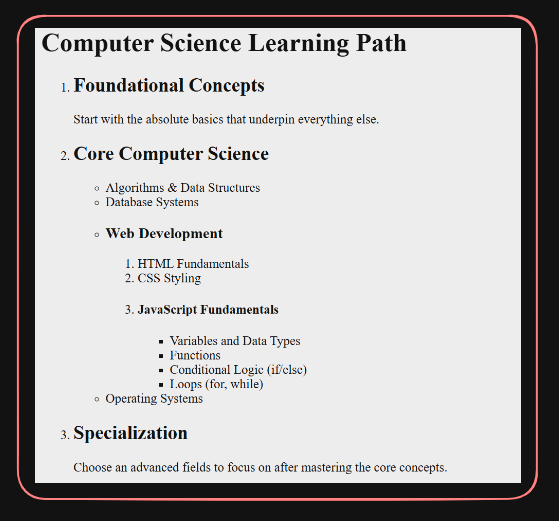 Computer Science Learning Path
1. Foundational Concepts
Start with the absolute basics that underpin everything else.
2. Core Computer Science
Algorithms & Data Structures
Database Systems
Web Development
1. HTML Fundamentals
2. CSS Styling
3. JavaScript Fundamentals
Variables and Data Types
Functions
Conditional Logic (if/else)
Loops (for, while)
Operating Systems
3. Specialization
Choose an advanced fields to focus on after mastering the core concepts.